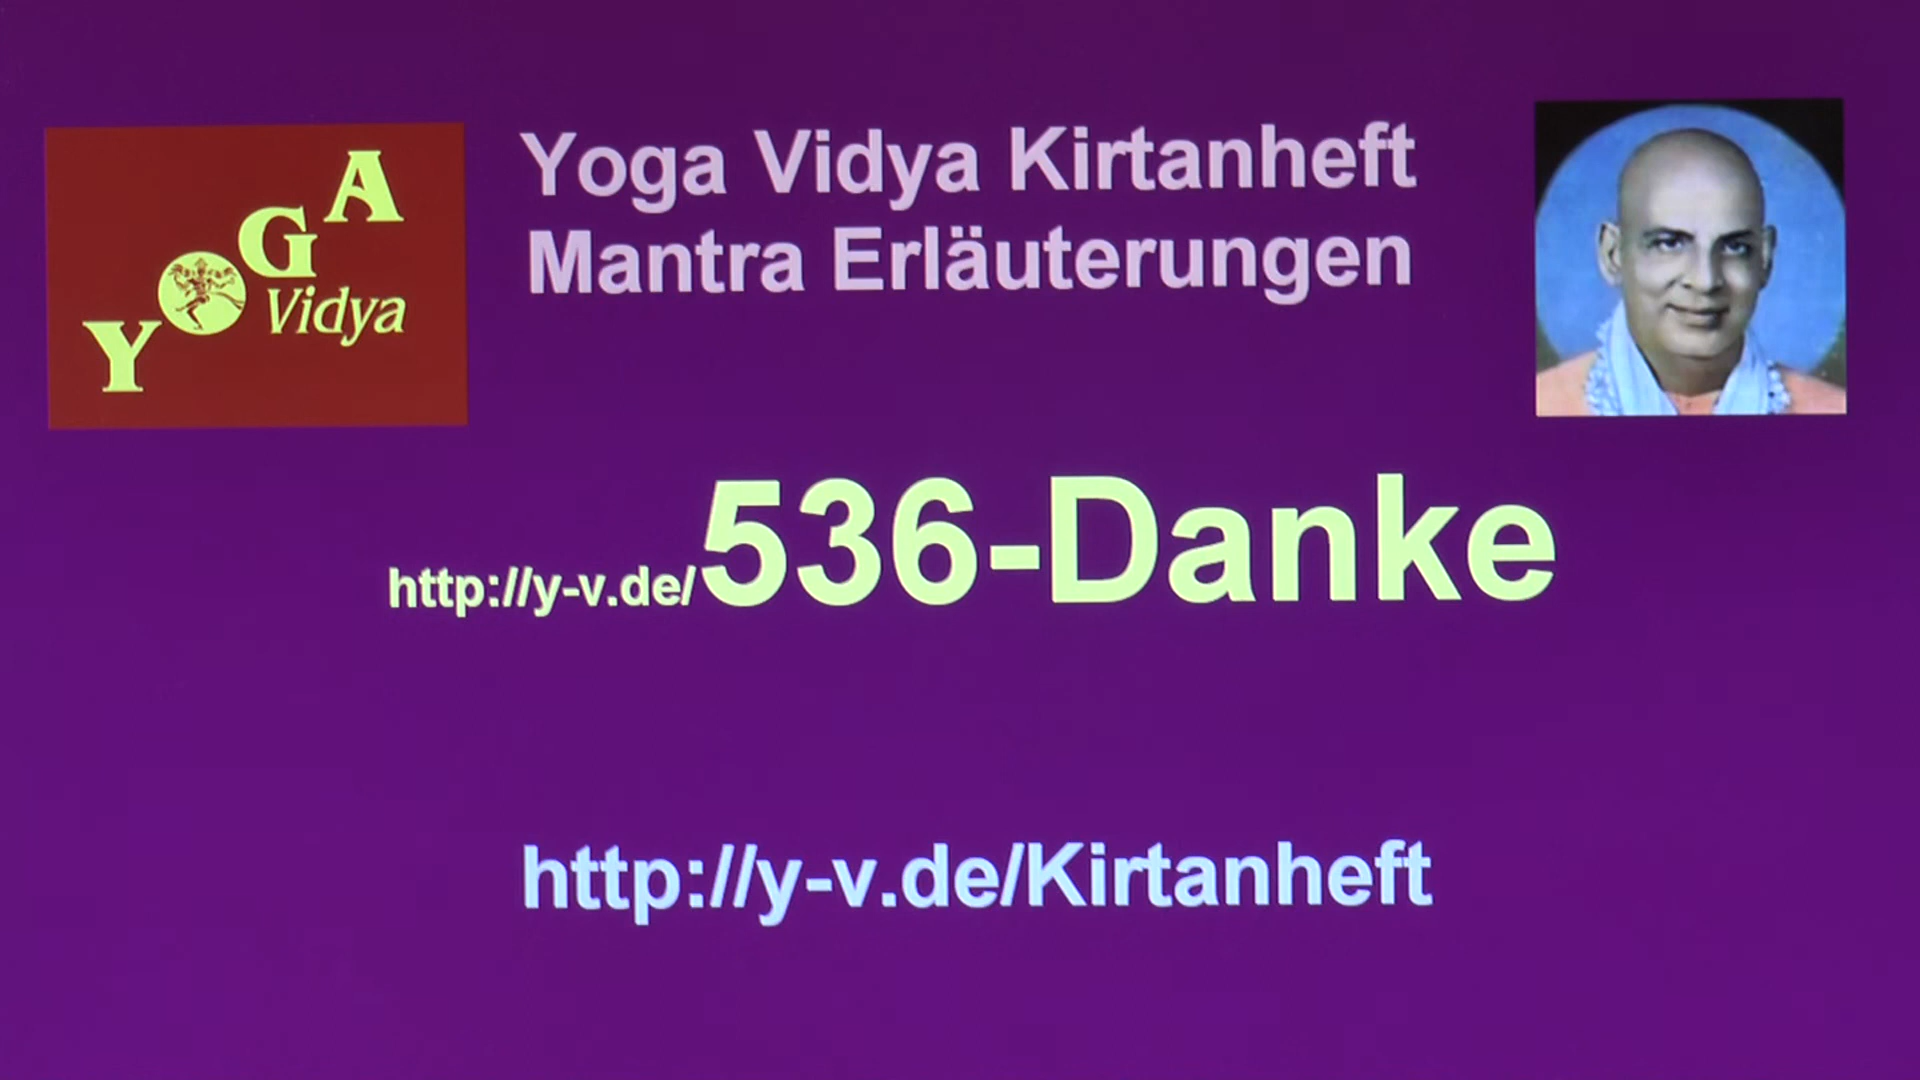 YOGA
Vidya
Yoga Vidya Kirtanheft
Mantra Erläuterungen
http://y-v.de/536-Danke
http://y-v.de/Kirtanheft